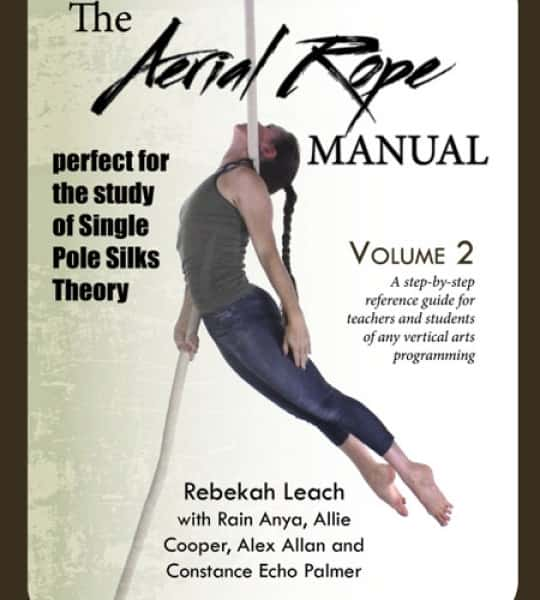 The
Aerial Rope
MANUAL
perfect for
the study
of Single
Pole Silks
Theory
VOLUME 2
A step-by-step
reference guide for
teachers and students
of any vertical arts
programming
Rebekah Leach
with Rain Anya, Allie
Cooper, Alex Allan and
Constance Echo Palmer